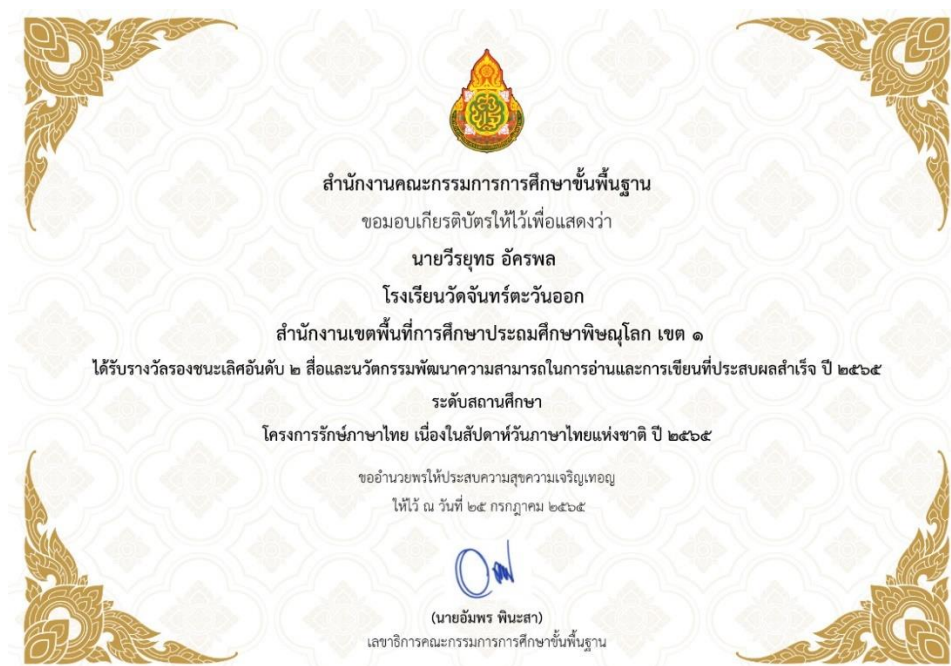 สำนักงานคณะกรรมการการศึกษาขั้นพื้นฐาน
ขอมอบเกียรติบัตรให้ไว้เพื่อแสดงว่า
นายวีรยุทธ อัครพล
โรงเรียนวัดจันทร์ตะวันออก
สำนักงานเขตพื้นที่การศึกษาประถมศึกษาพิษณุโลก เขต ๑
ได้รับรางวัลรองชนะเลิศอันดับ ๒ สื่อและนวัตกรรมพัฒนาความสามารถในการอ่านและการเขียนที่ประสบผลสำเร็จ ปี ๒๕๖๕
ระดับสถานศึกษา
โครงการรักษ์ภาษาไทย เนื่องในสัปดาห์วันภาษาไทยแห่งชาติ ปี ๒๕๖๕
ขออำนวยพรให้ประสบความสุขความเจริญเทอญ
ให้ไว้ ณ วันที่ ๒๕ กรกฎาคม ๒๕๖๕
(นายอัมพร พินะสา)
เลขาธิการคณะกรรมการการศึกษาขั้นพื้นฐาน